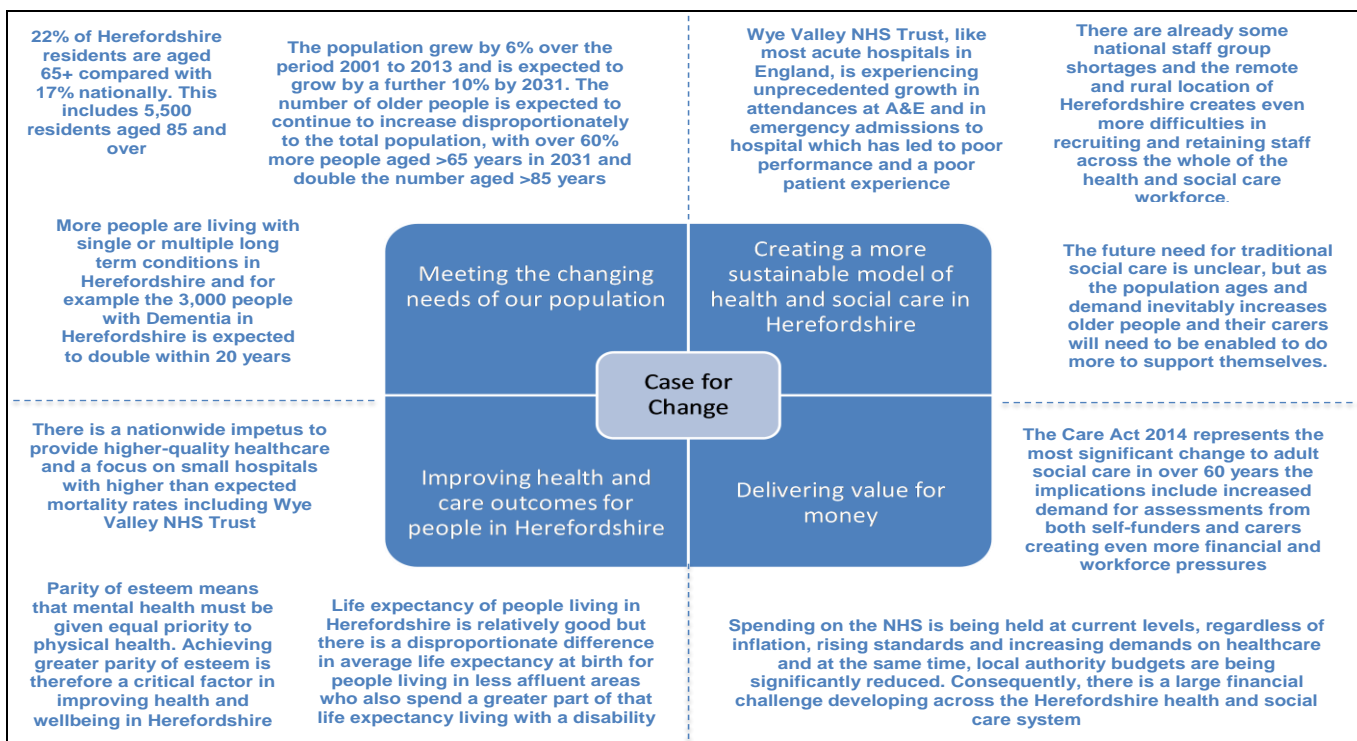 22% of Herefordshire
residents are aged
65+ compared with
17% nationally. This
includes 5,500
residents aged 85 and
over
The population grew by 6% over the
period 2001 to 2013 and is expected to
grow by a further 10% by 2031. The
number of older people is expected to
continue to increase disproportionately
to the total population, with over 60%
more people aged >65 years in 2031 and
double the number aged >85 years
More people are living with
single or multiple long
term conditions in
Herefordshire and for
example the 3,000 people
with Dementia in
Herefordshire is expected
to double within 20 years
Wye Valley NHS Trust, like
most acute hospitals in
England, is experiencing
unprecedented growth in
attendances at A&E and in
emergency admissions to
hospital which has led to poor
performance and a poor
patient experience
There are already some
national staff group
shortages and the remote
and rural location of
Herefordshire creates even
more difficulties in
recruiting and retaining staff
across the whole of the
health and social care
workforce.
The future need for traditional
social care is unclear, but as
the population ages and
demand inevitably increases
older people and their carers
will need to be enabled to do
more to support themselves.
Meeting the changing
needs of our population
Creating a more
sustainable model of
health and social care in
Herefordshire
Case for
Change
Improving health and
care outcomes for
people in Herefordshire
Delivering value for
money
There is a nationwide impetus to
provide higher-quality healthcare
and a focus on small hospitals
with higher than expected
mortality rates including Wye
Valley NHS Trust
Parity of esteem means
that mental health must be
given equal priority to
physical health. Achieving
greater parity of esteem is
therefore a critical factor in
improving health and
wellbeing in Herefordshire
Life expectancy of people living in
Herefordshire is relatively good but
there is a disproportionate difference
in average life expectancy at birth for
people living in less affluent areas
who also spend a greater part of that
life expectancy living with a disability
The Care Act 2014 represents the
most significant change to adult
social care in over 60 years the
implications include increased
demand for assessments from
both self-funders and carers
creating even more financial and
workforce pressures
Spending on the NHS is being held at current levels, regardless of
inflation, rising standards and increasing demands on healthcare
and at the same time, local authority budgets are being
significantly reduced. Consequently, there is a large financial
challenge developing across the Herefordshire health and social
care system